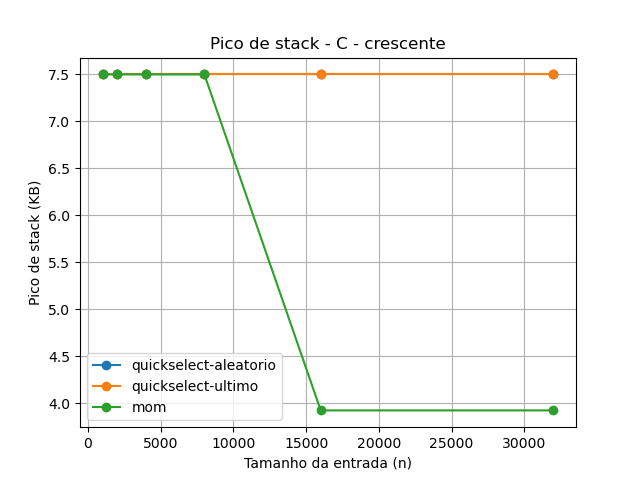 Pico de stack - C - crescente
Pico de stack (KB)
7.5
7.0
6.5
6.0
5.5
5.0
4.5
4.0
quickselect-aleatorio
quickselect-ultimo
mom
0 5000 10000 15000 20000 25000 30000
Tamanho da entrada (n)